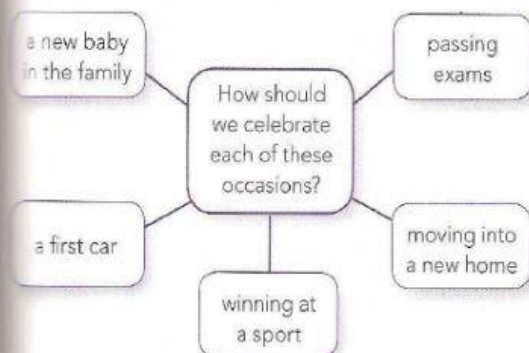 a new baby
in the family
passing
exams
How should
we celebrate
each of these
occasions?
a first car
moving into
a new home
winning at
a sport